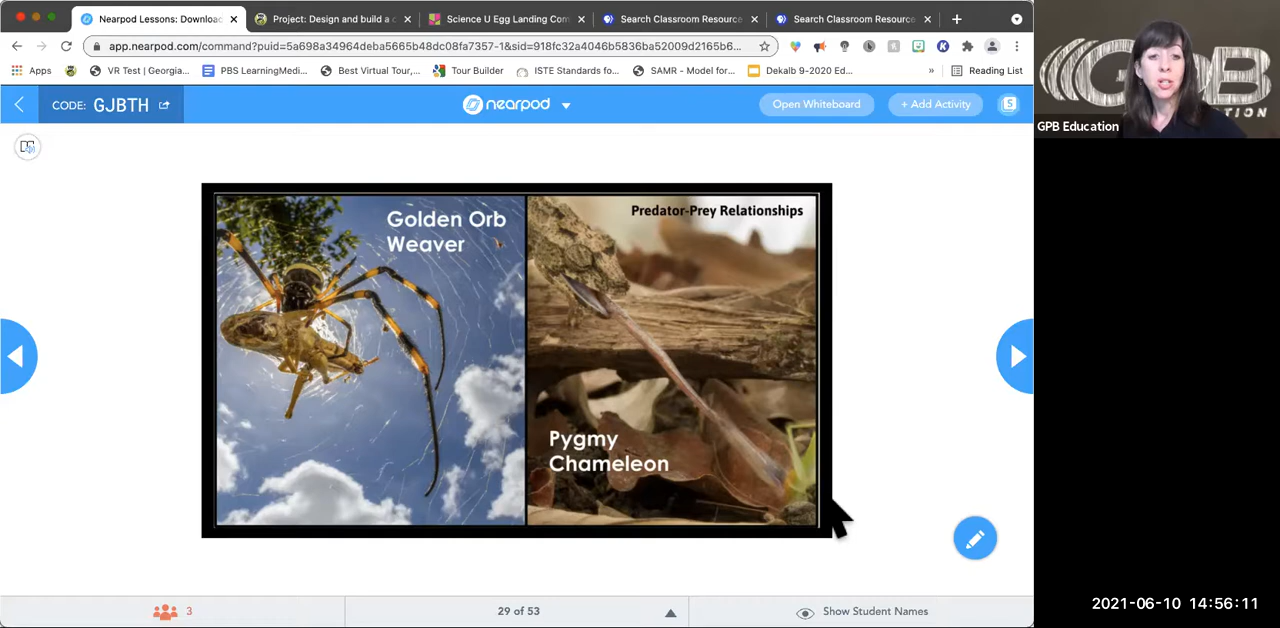 Nearpod Lessons: Downloac
Project: Design and build a c
Science U Egg Landing Con
Search Classroom Resource
Search Classroom Resource
app.nearpod.com/command?puid=5a698a34964deba5665b48dc08fa7357-1&sid=918fc32a4046b5836ba52009d2165b6...
Apps
VR Test | Georgia...
PBS LearningMedi...
Best Virtual Tour,...
Tour Builder
ISTE Standards fo...
SAMR - Model for...
Dekalb 9-2020 Ed...
»
Reading List
CODE: GJBTH
nearpod
Open Whiteboard
+ Add Activity
S
Golden Orb
Weaver
Predator-Prey Relationships
Pygmy
Chameleon
3
29 of 53
Show Student Names
GPB
GPB Education
2021-06-10 14:56:11